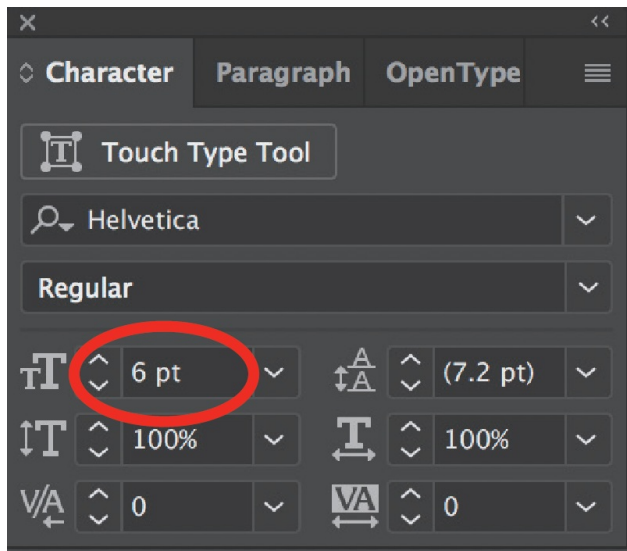 Character Paragraph OpenType
Touch Type Tool
Helvetica
Regular
6 pt (7.2 pt)
100% 100%
0 0